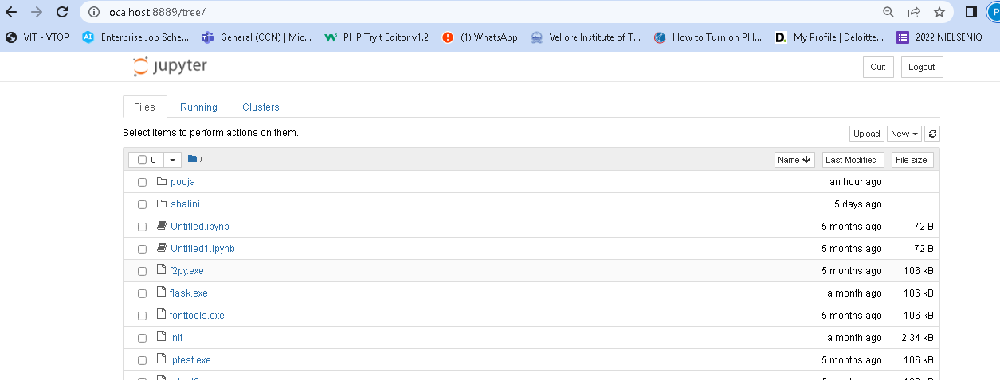 localhost:8889/tree/
P
VIT - VTOP Enterprise Job Sche... General (CCN) | Mic... PHP Tryit Editor v1.2 (1) WhatsApp Vellore Institute of T... How to Turn on PH... D. My Profile | Deloitte... 2022 NIELSENIQ
jupyter Quit Logout
Files Running Clusters
Select items to perform actions on them. Upload New
0 / Name Last Modified File size
pooja an hour ago
shalini 5 days ago
Untitled.ipynb 5 months ago 72 B
Untitled1.ipynb 5 months ago 72 B
f2py.exe 5 months ago 106 kB
flask.exe a month ago 106 kB
fonttools.exe 5 months ago 106 kB
init a month ago 2.34 kB
iptest.exe 5 months ago 106 kB